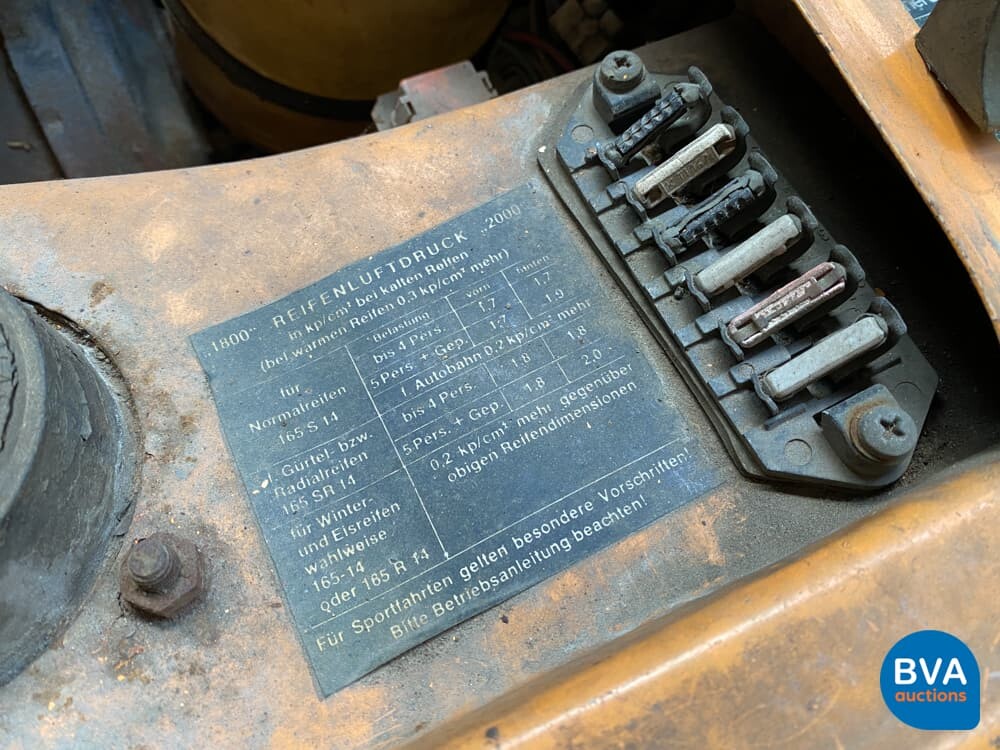 „1800" REIFENLUFTDRUCK „2000"
in kp/cm² bei kalten Reifen
(bei warmen Reifen 0.3 kp/cm² mehr)
Belastung vorn hinten
für
Normalreifen
165 S 14
bis 4 Pers. 1,7 1,7
5 Pers. + Gep. 1,7 1,9
f. Autobahn 0.2 kp/cm² mehr
f. Gürtel- bzw.
Radialreifen
165 SR 14
bis 4 Pers. 1.8 1.8
5 Pers. + Gep. 1.8 2.0
für Winter-
und Eisreifen
wahlweise
165-14
oder 165 R 14
0.2 kp/cm² mehr gegenüber
obigen Reifendimensionen
Für Sportfahrten gelten besondere Vorschriften!
Bitte Betriebsanleitung beachten!
BVA
auctions